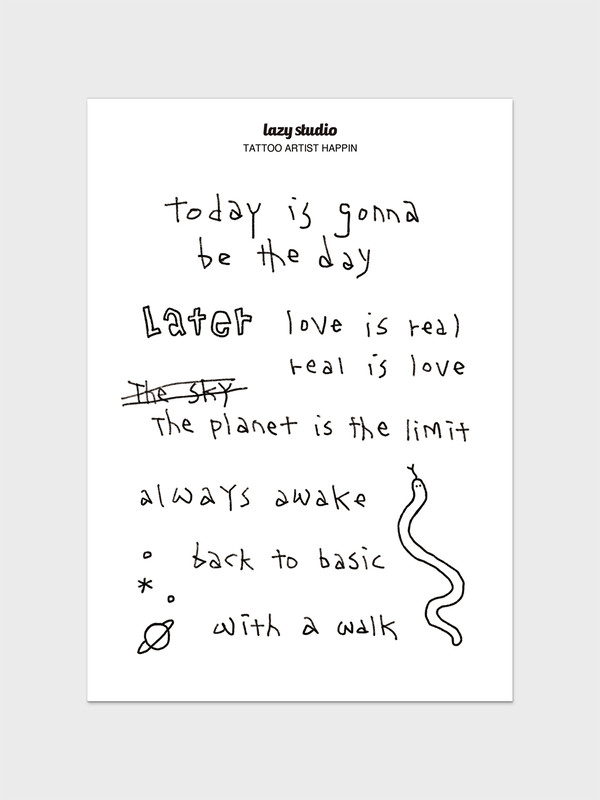 lazy studio
TATTOO ARTIST HAPPIN
today is gonna
be the day
Later
love is real
real is love
The sky
The planet is the limit
always awake
back to basic
with a walk